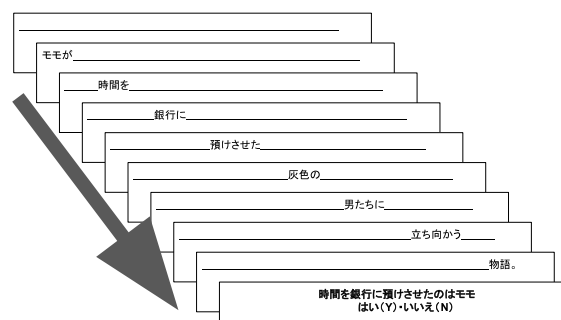 モモが
時間を
銀行に
預けさせた
灰色の
男たちに
立ち向かう
物語。
時間を銀行に預けさせたのはモモ
はい(Y)・いいえ(N)